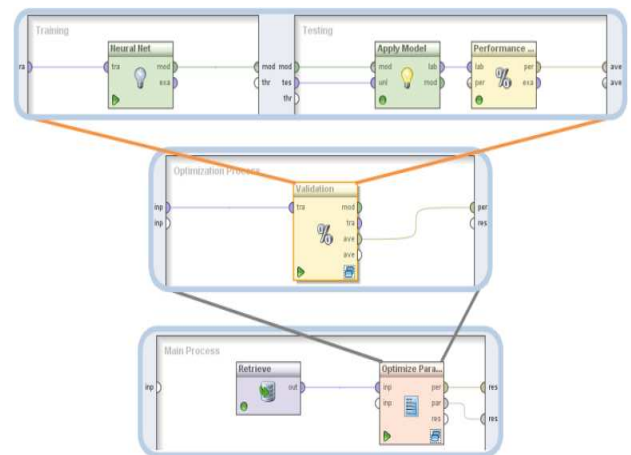 Training
Testing
Neural Net
Apply Model
Performance ...
ra
tra
mod
exa
mod
thr
mod
tes
thr
mod
unl
lab
mod
lab
per
per
exa
ave
ave
Optimization Process
Validation
inp
inp
tra
mod
tra
ave
ave
per
res
Main Process
Retrieve
Optimize Para...
inp
out
inp
inp
per
par
res
res
res